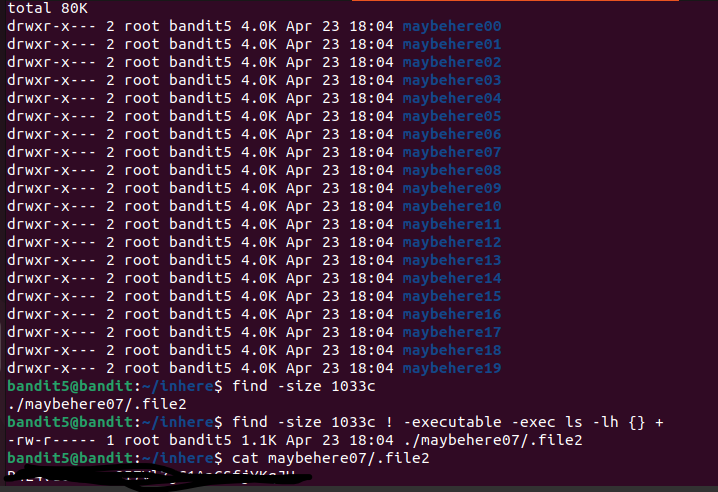 total 80K
drwxr-x--- 2 root bandit5 4.0K Apr 23 18:04 maybehere00
drwxr-x--- 2 root bandit5 4.0K Apr 23 18:04 maybehere01
drwxr-x--- 2 root bandit5 4.0K Apr 23 18:04 maybehere02
drwxr-x--- 2 root bandit5 4.0K Apr 23 18:04 maybehere03
drwxr-x--- 2 root bandit5 4.0K Apr 23 18:04 maybehere04
drwxr-x--- 2 root bandit5 4.0K Apr 23 18:04 maybehere05
drwxr-x--- 2 root bandit5 4.0K Apr 23 18:04 maybehere06
drwxr-x--- 2 root bandit5 4.0K Apr 23 18:04 maybehere07
drwxr-x--- 2 root bandit5 4.0K Apr 23 18:04 maybehere08
drwxr-x--- 2 root bandit5 4.0K Apr 23 18:04 maybehere09
drwxr-x--- 2 root bandit5 4.0K Apr 23 18:04 maybehere10
drwxr-x--- 2 root bandit5 4.0K Apr 23 18:04 maybehere11
drwxr-x--- 2 root bandit5 4.0K Apr 23 18:04 maybehere12
drwxr-x--- 2 root bandit5 4.0K Apr 23 18:04 maybehere13
drwxr-x--- 2 root bandit5 4.0K Apr 23 18:04 maybehere14
drwxr-x--- 2 root bandit5 4.0K Apr 23 18:04 maybehere15
drwxr-x--- 2 root bandit5 4.0K Apr 23 18:04 maybehere16
drwxr-x--- 2 root bandit5 4.0K Apr 23 18:04 maybehere17
drwxr-x--- 2 root bandit5 4.0K Apr 23 18:04 maybehere18
drwxr-x--- 2 root bandit5 4.0K Apr 23 18:04 maybehere19
bandit5@bandit:~/inhere$ find -size 1033c
./maybehere07/.file2
bandit5@bandit:~/inhere$ find -size 1033c ! -executable -exec ls -lh {} +
-rw-r----- 1 root bandit5 1.1K Apr 23 18:04 ./maybehere07/.file2
bandit5@bandit:~/inhere$ cat maybehere07/.file2